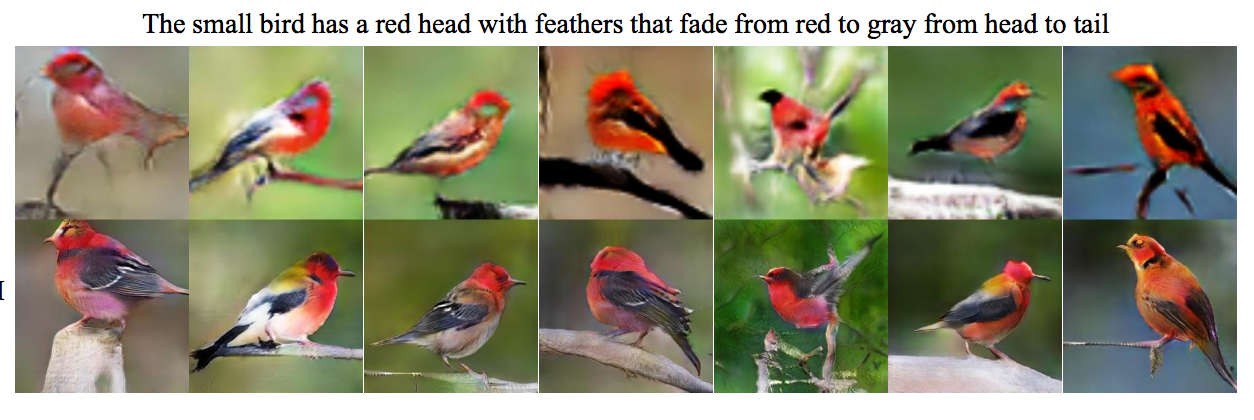 The small bird has a red head with feathers that fade from red to gray from head to tail